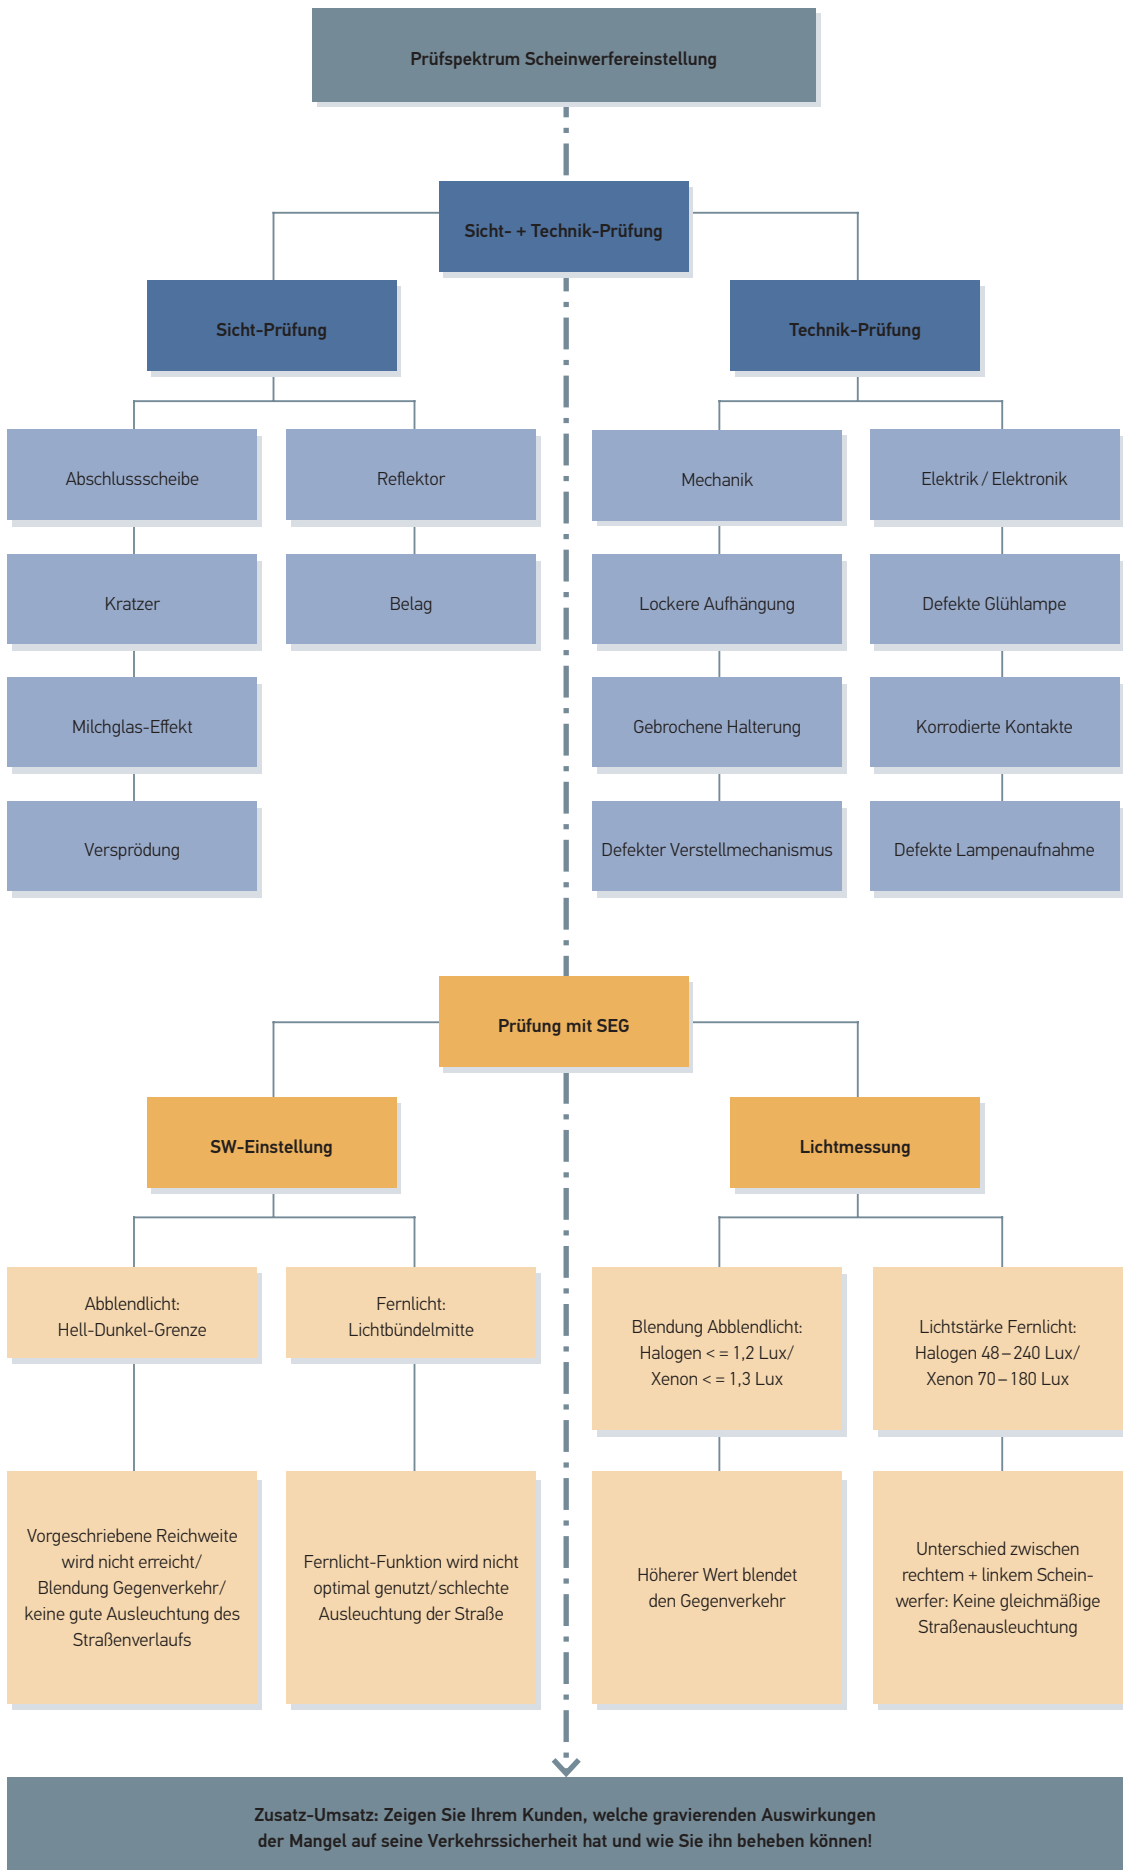 Prüfspektrum Scheinwerfereinstellung
Sicht- + Technik-Prüfung
Sicht-Prüfung
Technik-Prüfung
Abschlussscheibe
Reflektor
Mechanik
Elektrik / Elektronik
Kratzer
Belag
Lockere Aufhängung
Defekte Glühlampe
Milchglas-Effekt
Gebrochene Halterung
Korrodierte Kontakte
Versprödung
Defekter Verstellmechanismus
Defekte Lampenaufnahme
Prüfung mit SEG
SW-Einstellung
Lichtmessung
Abblendlicht:
Hell-Dunkel-Grenze
Fernlicht:
Lichtbündelmitte
Blendung Abblendlicht:
Halogen < = 1,2 Lux/
Xenon < = 1,3 Lux
Lichtstärke Fernlicht:
Halogen 48 – 240 Lux/
Xenon 70 – 180 Lux
Vorgeschriebene Reichweite
wird nicht erreicht/
Blendung Gegenverkehr/
keine gute Ausleuchtung des
Straßenverlaufs
Fernlicht-Funktion wird nicht
optimal genutzt/schlechte
Ausleuchtung der Straße
Höherer Wert blendet
den Gegenverkehr
Unterschied zwischen
rechtem + linkem Schein-
werfer: Keine gleichmäßige
Straßenausleuchtung
Zusatz-Umsatz: Zeigen Sie Ihrem Kunden, welche gravierenden Auswirkungen
der Mangel auf seine Verkehrssicherheit hat und wie Sie ihn beheben können!